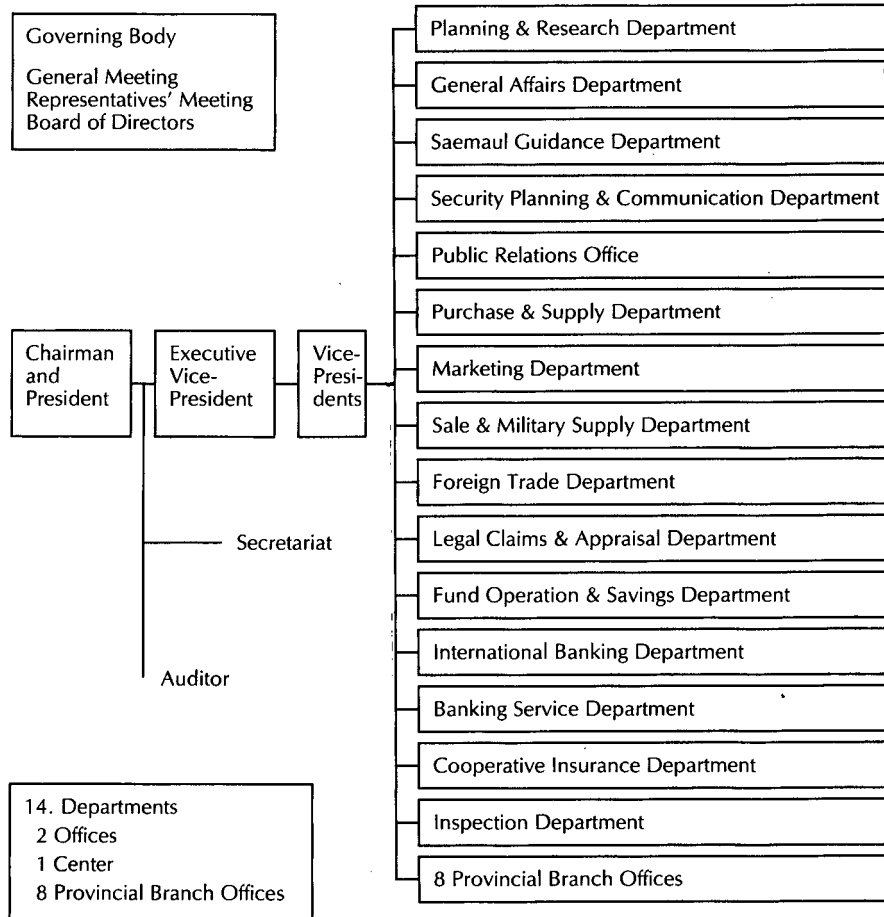 Governing Body
General Meeting
Representatives' Meeting
Board of Directors
Chairman
and
President
Executive
Vice-
President
Vice-
Presi-
dents
Secretariat
Auditor
14. Departments
2 Offices
1 Center
8 Provincial Branch Offices
Planning & Research Department
General Affairs Department
Saemaul Guidance Department
Security Planning & Communication Department
Public Relations Office
Purchase & Supply Department
Marketing Department
Sale & Military Supply Department
Foreign Trade Department
Legal Claims & Appraisal Department
Fund Operation & Savings Department
International Banking Department
Banking Service Department
Cooperative Insurance Department
Inspection Department
8 Provincial Branch Offices